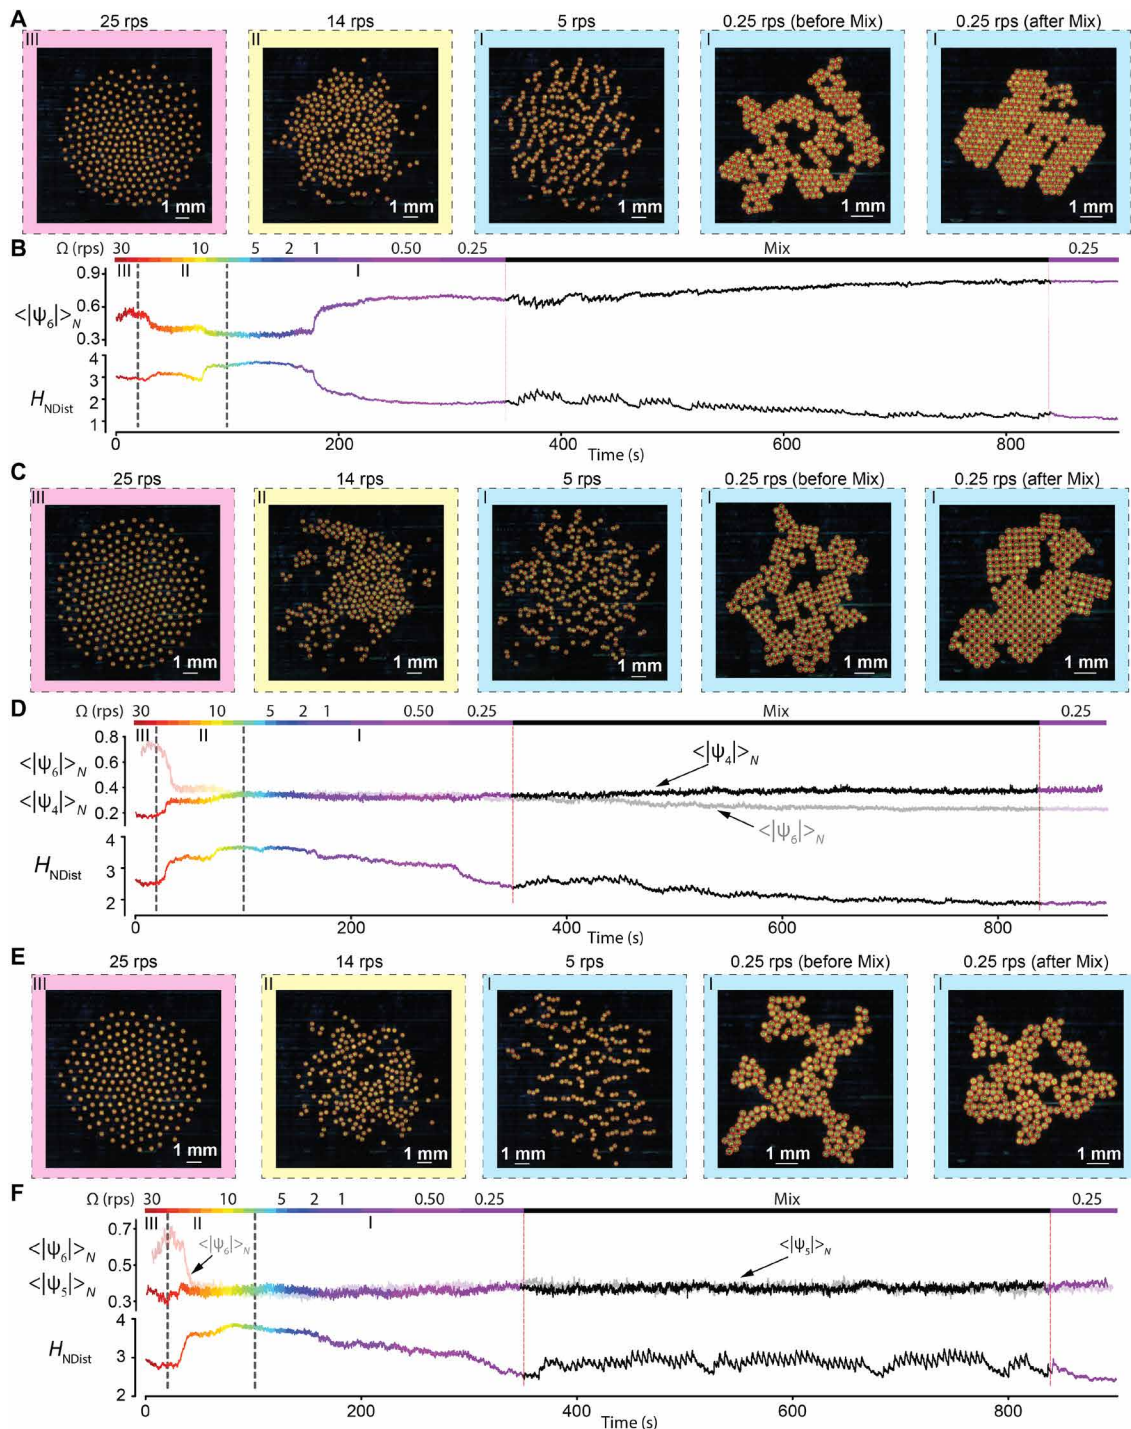 A
25 rps 14 rps 5 rps 0.25 rps (before Mix) 0.25 rps (after Mix)
III II I I I
1 mm 1 mm 1 mm 1 mm 1 mm
B
Ω (rps) 30 10 5 2 1 0.50 0.25 Mix 0.25
III II I
0.9
<|ψ6|>N 0.6
0.3
4
3
HNDist 2
1
0 200 400 600 800
Time (s)
C
25 rps 14 rps 5 rps 0.25 rps (before Mix) 0.25 rps (after Mix)
III II I I I
1 mm 1 mm 1 mm 1 mm 1 mm
D
Ω (rps) 30 10 5 2 1 0.50 0.25 Mix 0.25
0.8 III II I
<|ψ6|>N <|ψ4|>N
<|ψ4|>N 0.4
0.2 <|ψ6|>N
4
HNDist 3
2
0 200 400 600 800
Time (s)
E
25 rps 14 rps 5 rps 0.25 rps (before Mix) 0.25 rps (after Mix)
III II I I I
1 mm 1 mm 1 mm 1 mm 1 mm
F
Ω (rps) 30 10 5 2 1 0.50 0.25 Mix 0.25
0.7 III II I
<|ψ6|>N 0.5 <|ψ6|>N <|ψ5|>N
<|ψ5|>N 0.3
4
HNDist 3
2
0 200 400 600 800
Time (s)